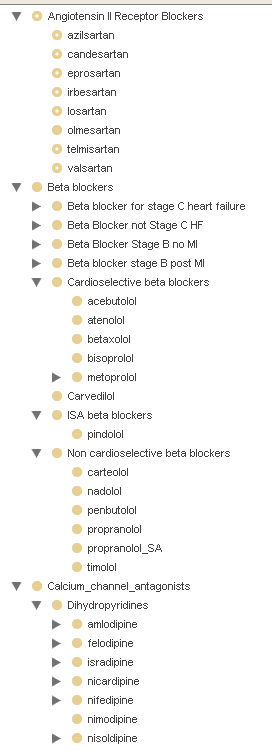 Angiotensin II Receptor Blockers
azilsartan
candesartan
eprosartan
irbesartan
losartan
olmesartan
telmisartan
valsartan
Beta blockers
Beta blocker for stage C heart failure
Beta Blocker not Stage C HF
Beta Blocker Stage B no MI
Beta blocker stage B post MI
Cardioselective beta blockers
acebutolol
atenolol
betaxolol
bisoprolol
metoprolol
Carvedilol
ISA beta blockers
pindolol
Non cardioselective beta blockers
carteolol
nadolol
penbutolol
propranolol
propranolol_SA
timolol
Calcium_channel_antagonists
Dihydropyridines
amlodipine
felodipine
isradipine
nicardipine
nifedipine
nimodipine
nisoldipine